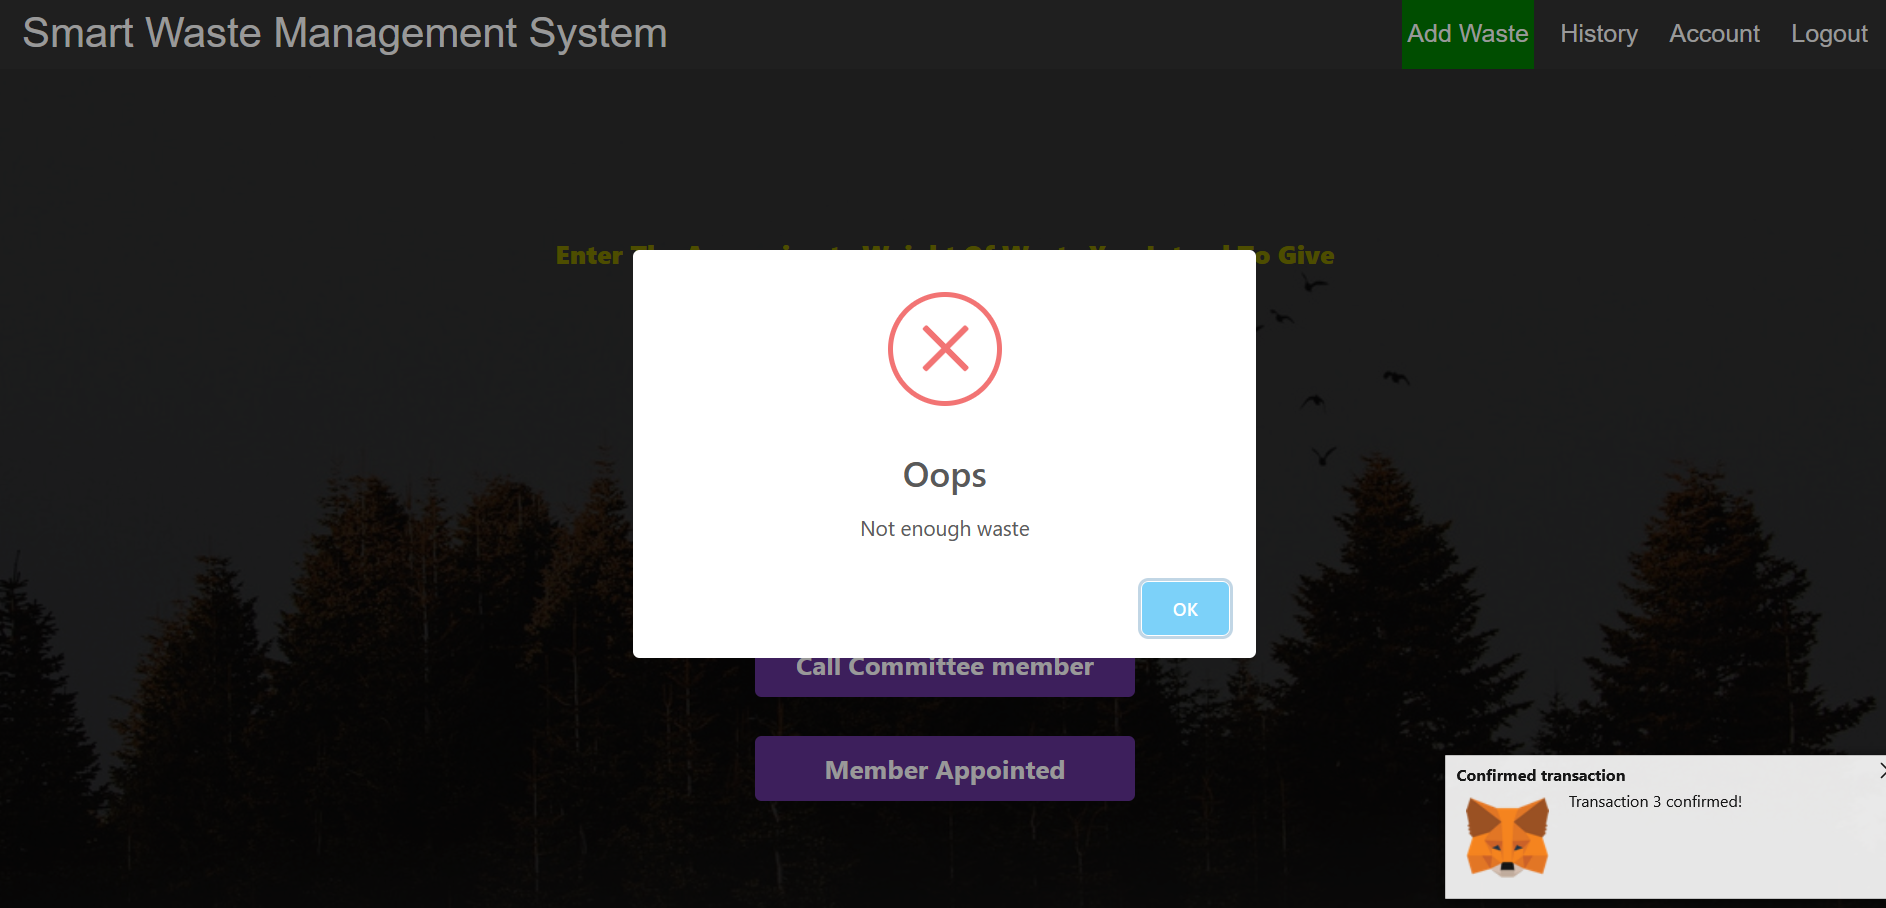 Smart Waste Management System
Add Waste History Account Logout
Enter To Give
Oops
Not enough waste
OK
Call Committee member
Member Appointed
Confirmed transaction
Transaction 3 confirmed!